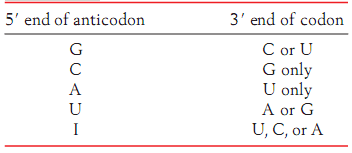 5′ end of anticodon 3′ end of codon
G C or U
C G only
A U only
U A or G
I U, C, or A